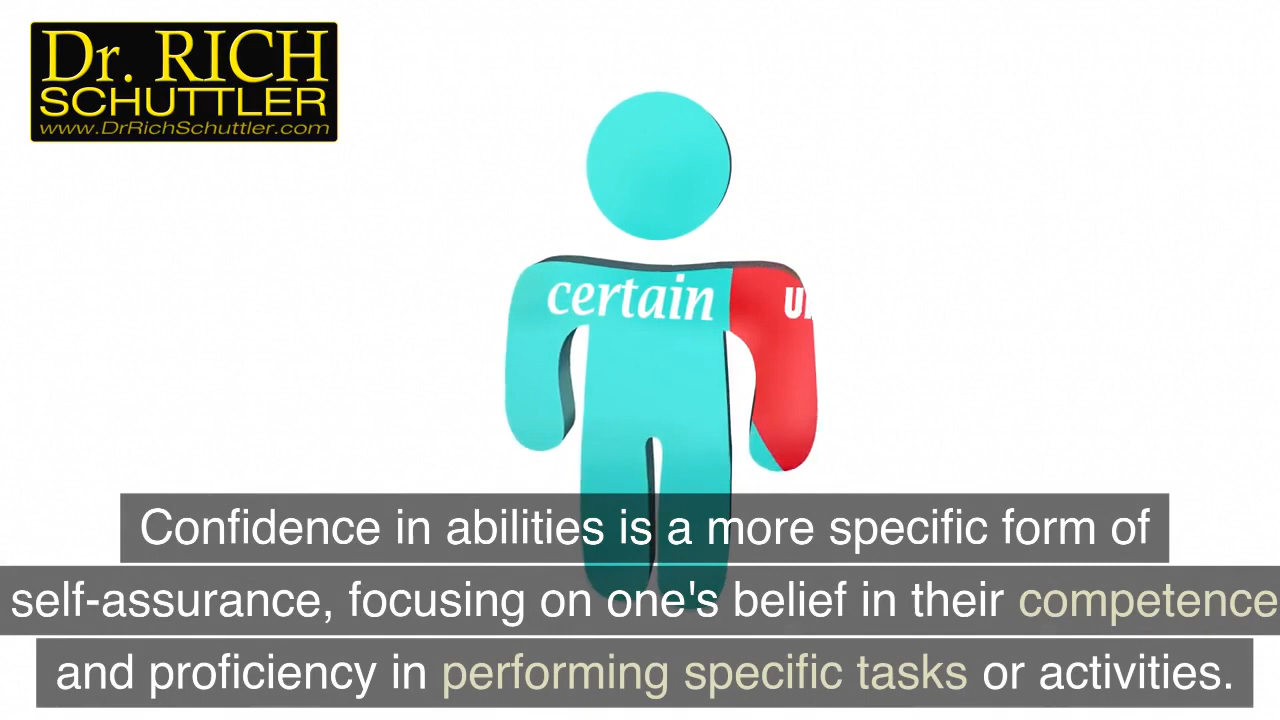 Dr. RICH
SCHUTTLER
www.DrRichSchuttler.com
certain
Confidence in abilities is a more specific form of
self-assurance, focusing on one's belief in their competence
and proficiency in performing specific tasks or activities.